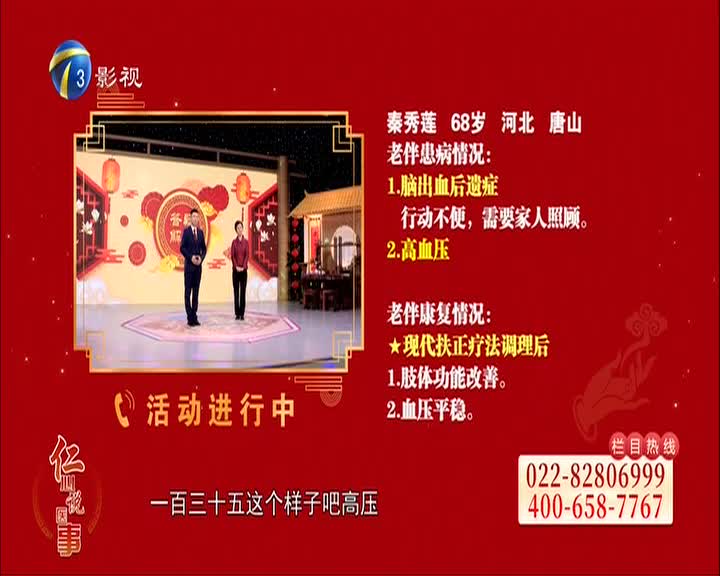 3 影视
秦秀莲 68岁 河北 唐山
老伴患病情况：
1.脑出血后遗症
行动不便，需要家人照顾。
2.高血压
老伴康复情况：
★现代扶正疗法调理后
1.肢体功能改善。
2.血压平稳。
活动进行中
栏目热线
022-82806999
400-658-7767
仁心说医事
一百三十五这个样子吧高压